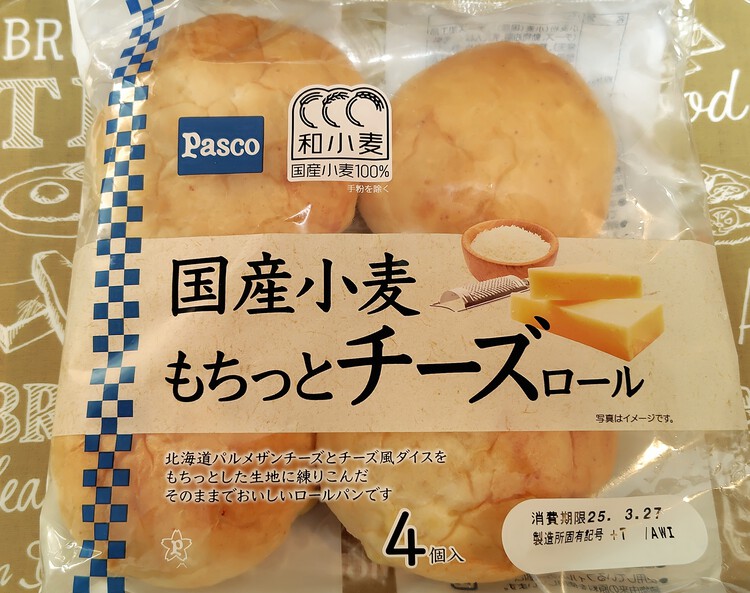 Pasco
和小麦
国産小麦100%
手粉を除く
国産小麦
もちっとチーズロール
写真はイメージです。
北海道パルメザンチーズとチーズ風ダイスを
もちっとした生地に練りこんだ
そのままでおいしいロールパンです
4個入
消費期限25. 3.27
製造所固有記号 +T /AWI